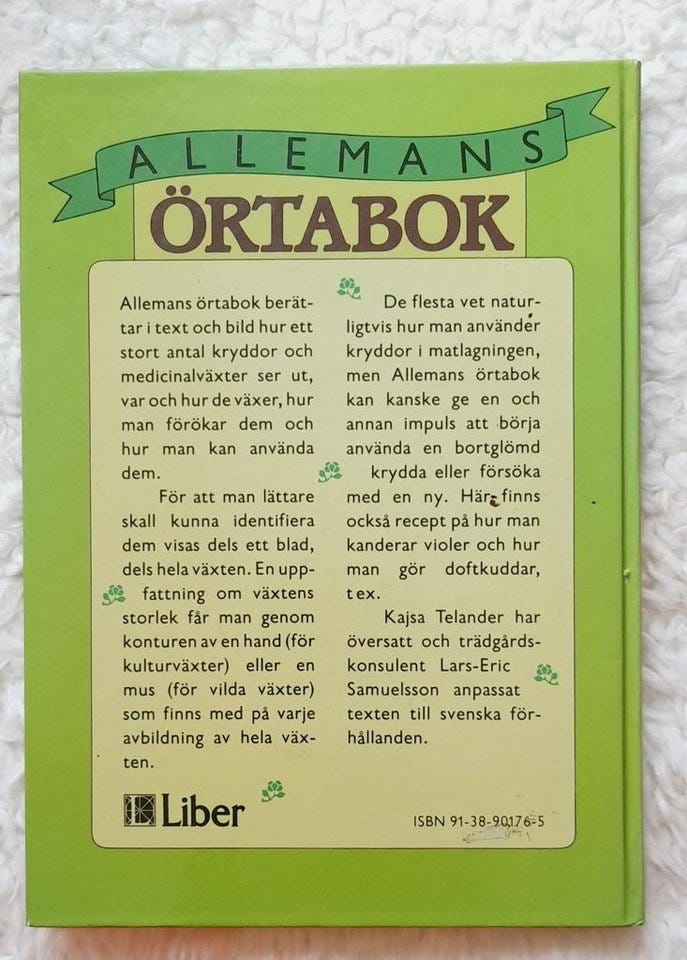 ALLEMANS
ÖRTABOK
Allemans örtabok berät-
tar i text och bild hur ett
stort antal kryddor och
medicinalväxter ser ut,
var och hur de växer, hur
man förökar dem och
hur man kan använda
dem.
För att man lättare
skall kunna identifiera
dem visas dels ett blad,
dels hela växten. En upp-
fattning om växtens
storlek får man genom
konturen av en hand (för
kulturväxter) eller en
mus (för vilda växter)
som finns med på varje
avbildning av hela väx-
ten.
De flesta vet natur-
ligtvis hur man använder
kryddor i matlagningen,
men Allemans örtabok
kan kanske ge en och
annan impuls att börja
använda en bortglömd
krydda eller försöka
med en ny. Här finns
också recept på hur man
kanderar violer och hur
man gör doftkuddar,
tex.
Kajsa Telander har
översatt och trädgårds-
konsulent Lars-Eric
Samuelsson anpassat
texten till svenska för-
hållanden.
Liber
ISBN 91-38-90176-5